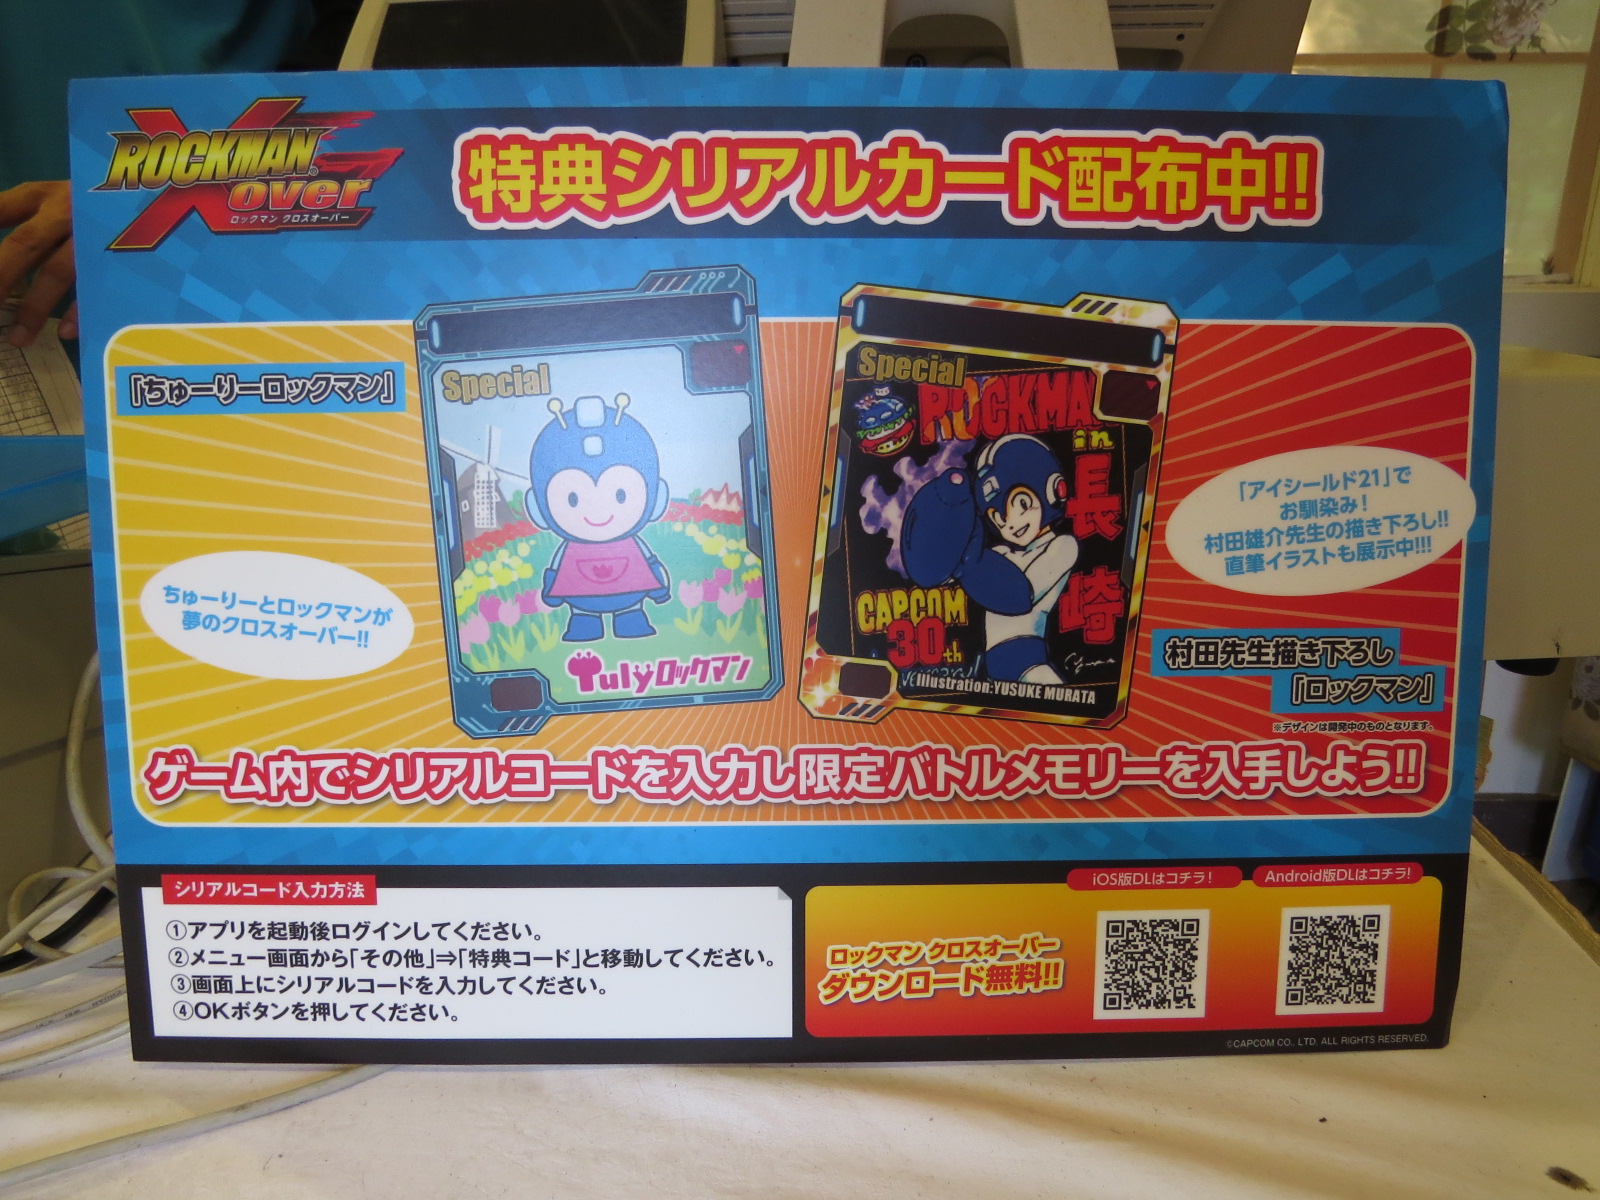 ROCKMAN
Xover
ロックマン クロスオーバー
特典シリアルカード配布中!!
「ちゅーりーロックマン」
Special
ちゅーりーとロックマンが
夢のクロスオーバー!!
Tulyロックマン
Special
ROCKMAN
in
長
崎
CAPCOM
30th
Illustration:YUSUKE MURATA
「アイシールド21」で
お馴染み!
村田雄介先生の描き下ろし!!
直筆イラストも展示中!!!
村田先生描き下ろし
「ロックマン」
※デザインは開発中のものとなります。
ゲーム内でシリアルコードを入力し限定バトルメモリーを入手しよう!!
シリアルコード入力方法
①アプリを起動後ログインしてください。
②メニュー画面から「その他」⇒「特典コード」と移動してください。
③画面上にシリアルコードを入力してください。
④OKボタンを押してください。
ロックマン クロスオーバー
ダウンロード無料!!
iOS版DLはコチラ!
Android版DLはコチラ!
©CAPCOM CO., LTD. ALL RIGHTS RESERVED.